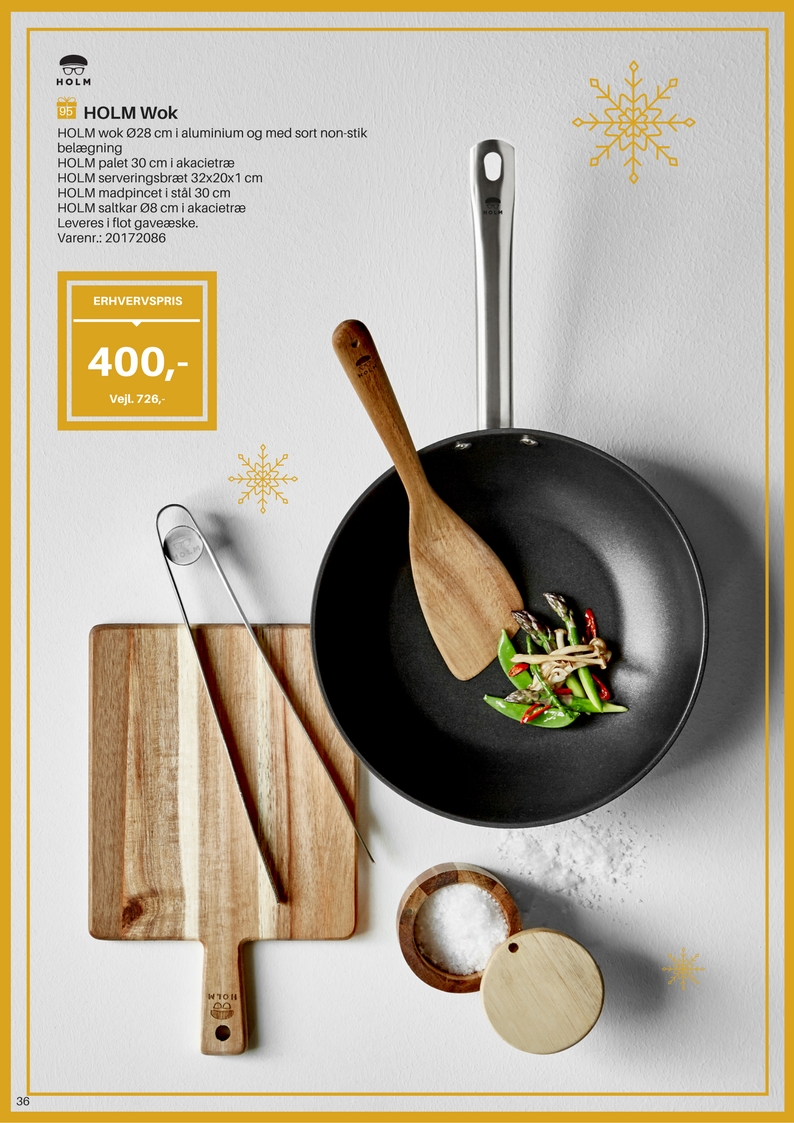 HOLM
95 HOLM Wok
HOLM wok Ø28 cm i aluminium og med sort non-stik
belægning
HOLM palet 30 cm i akacietræ
HOLM serveringsbræt 32x20x1 cm
HOLM madpincet i stål 30 cm
HOLM saltkar Ø8 cm i akacietræ
Leveres i flot gaveæske.
Varenr.: 20172086
ERHVERVSPRIS
400,-
Vejl. 726,-
HOLM
HOLM
HOLM
HOLM
36